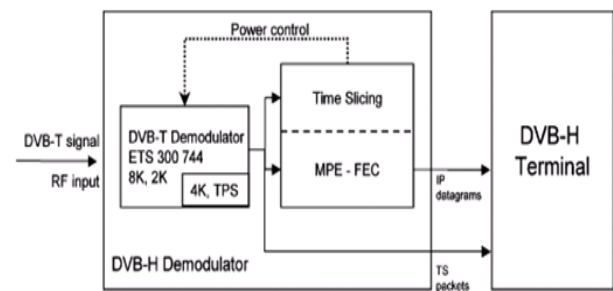 Power control
DVB-T signal
RF input
DVB-T Demodulator
ETS 300 744
8K, 2K
4K, TPS
Time Slicing
MPE - FEC
IP
datagrams
TS
packets
DVB-H Demodulator
DVB-H
Terminal